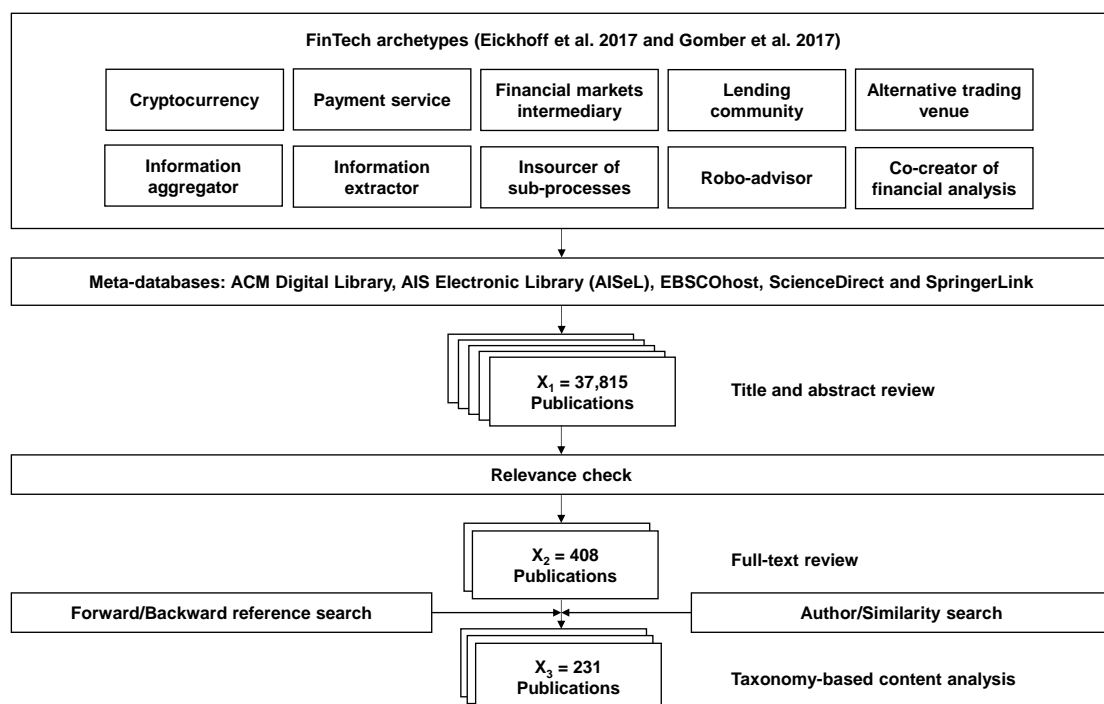 FinTech archetypes (Eickhoff et al. 2017 and Gomber et al. 2017)
Cryptocurrency
Payment service
Financial markets
intermediary
Lending
community
Alternative trading
venue
Information
aggregator
Information
extractor
Insourcer of
sub-processes
Robo-advisor
Co-creator of
financial analysis
Meta-databases: ACM Digital Library, AIS Electronic Library (AISeL), EBSCOhost, ScienceDirect and SpringerLink
X₁ = 37,815
Publications
Title and abstract review
Relevance check
X₂ = 408
Publications
Full-text review
Forward/Backward reference search
Author/Similarity search
X₃ = 231
Publications
Taxonomy-based content analysis